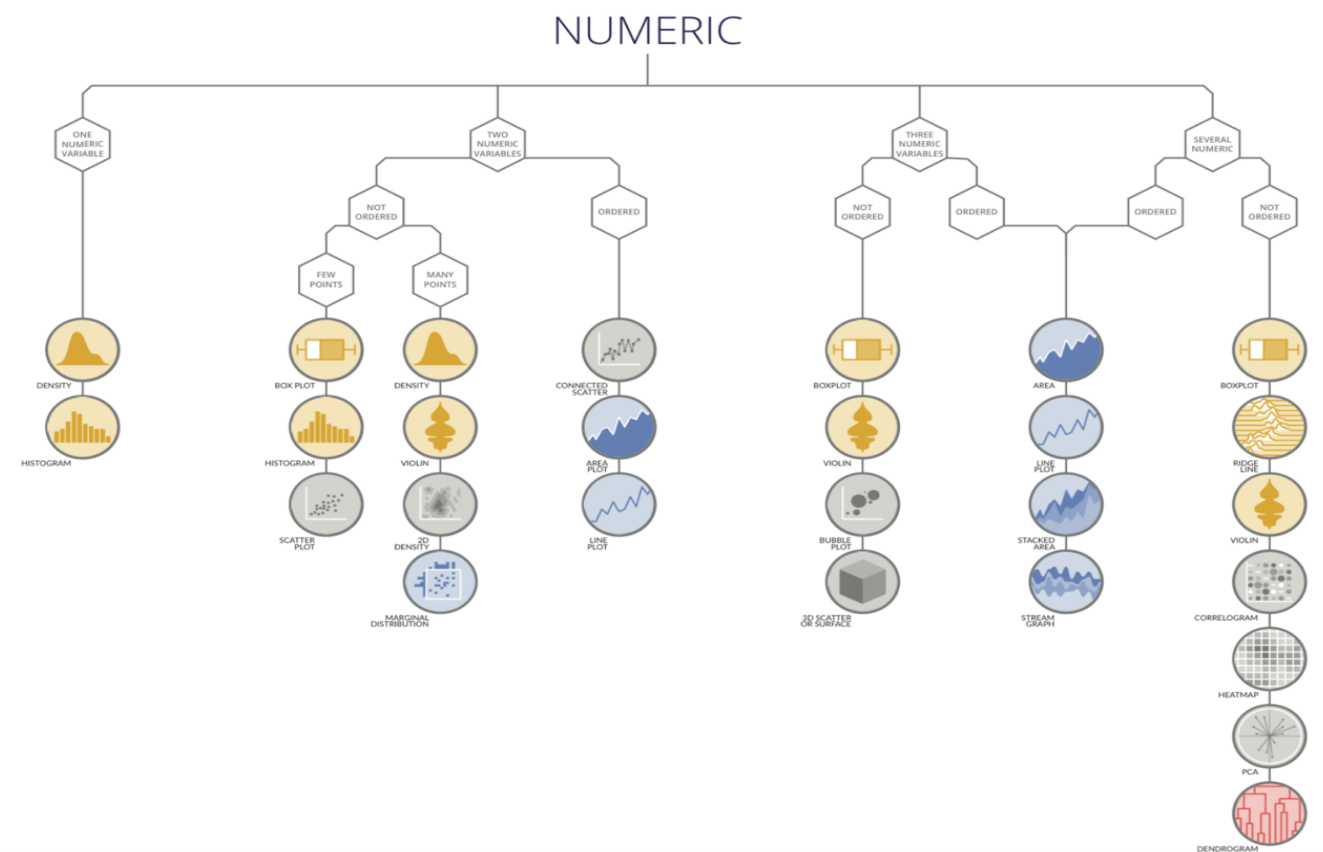 NUMERIC
ONE
NUMERIC
VARIABLE
TWO
NUMERIC
VARIABLES
THREE
NUMERIC
VARIABLES
SEVERAL
NUMERIC
NOT
ORDERED
ORDERED
NOT
ORDERED
ORDERED
ORDERED
NOT
ORDERED
FEW
POINTS
MANY
POINTS
DENSITY
HISTOGRAM
BOX PLOT
HISTOGRAM
SCATTER
PLOT
DENSITY
VIOLIN
2D
DENSITY
MARGINAL
DISTRIBUTION
CONNECTED
SCATTER
AREA
PLOT
LINE
PLOT
BOXPLOT
VIOLIN
BUBBLE
PLOT
3D SCATTER
OR SURFACE
AREA
LINE
PLOT
STACKED
AREA
STREAM
GRAPH
BOXPLOT
RIDGE
LINE
VIOLIN
CORRELOGRAM
HEATMAP
PCA
DENDROGRAM